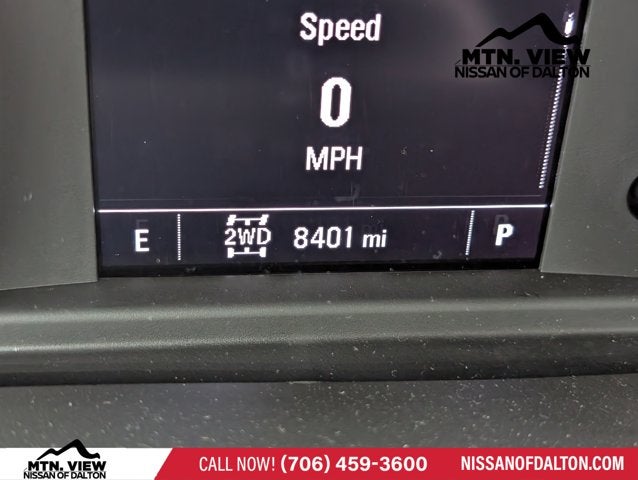 Speed
MTN. VIEW
NISSAN OF DALTON
0
MPH
E 2WD 8401 mi P
MTN. VIEW
NISSAN OF DALTON
CALL NOW! (706) 459-3600
NISSANOFDALTON.COM